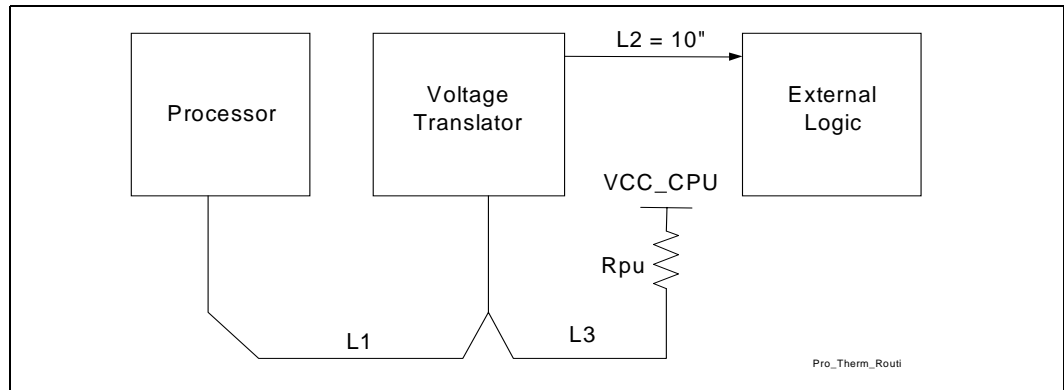 L2 = 10"
Processor
Voltage
Translator
External
Logic
VCC_CPU
Rpu
L1
L3
Pro_Therm_Routi